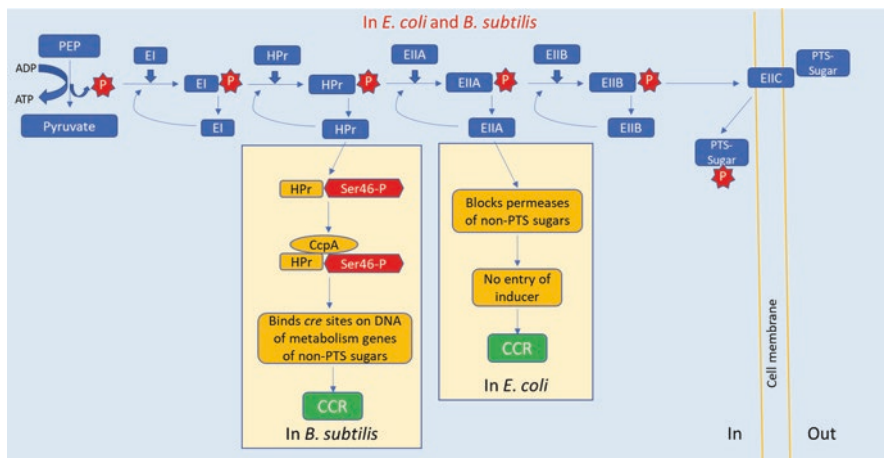 In E. coli and B. subtilis
PEP
ADP
ATP
Pyruvate
P
EI
EI
P
EI
HPr
HPr
P
HPr
EIIA
EIIA
P
EIIA
EIIB
EIIB
P
EIIB
EIIC
PTS-
Sugar
PTS-
Sugar
P
HPr
Ser46-P
CcpA
HPr
Ser46-P
Binds cre sites on DNA
of metabolism genes
of non-PTS sugars
CCR
In B. subtilis
Blocks permeases
of non-PTS sugars
No entry of
inducer
CCR
In E. coli
Cell membrane
In
Out